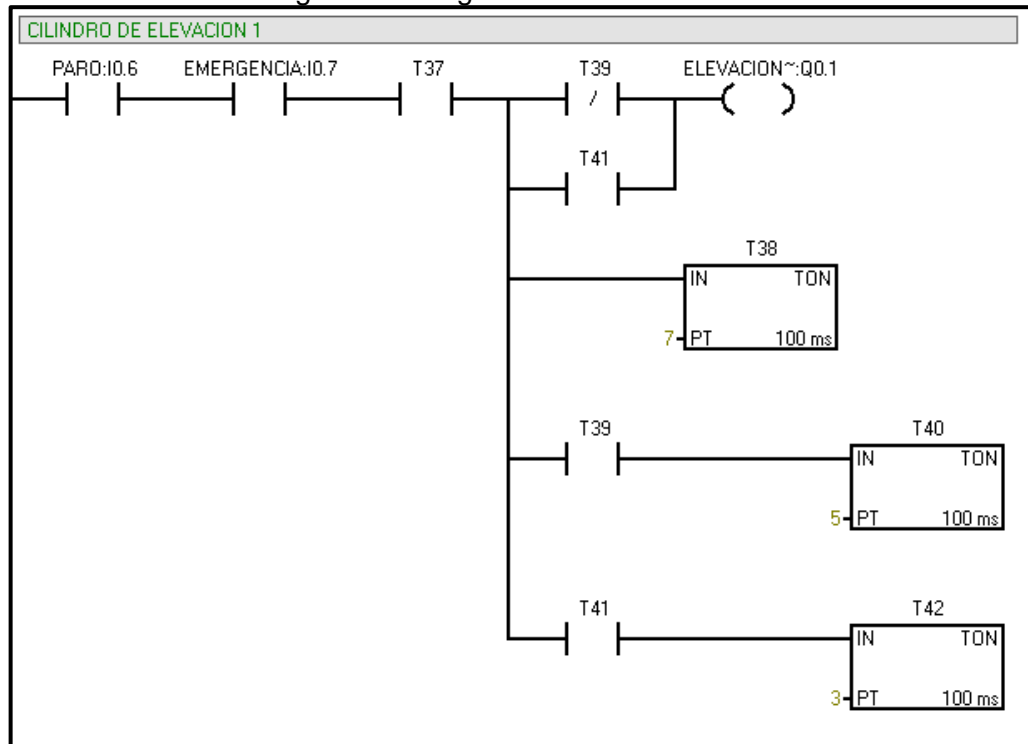 CILINDRO DE ELEVACION 1
PARO:I0.6 EMERGENCIA:I0.7 T37 T39 ELEVACION~:Q0.1
/
T41
T38
IN TON
7 PT 100 ms
T39 T40
IN TON
5 PT 100 ms
T41 T42
IN TON
3 PT 100 ms